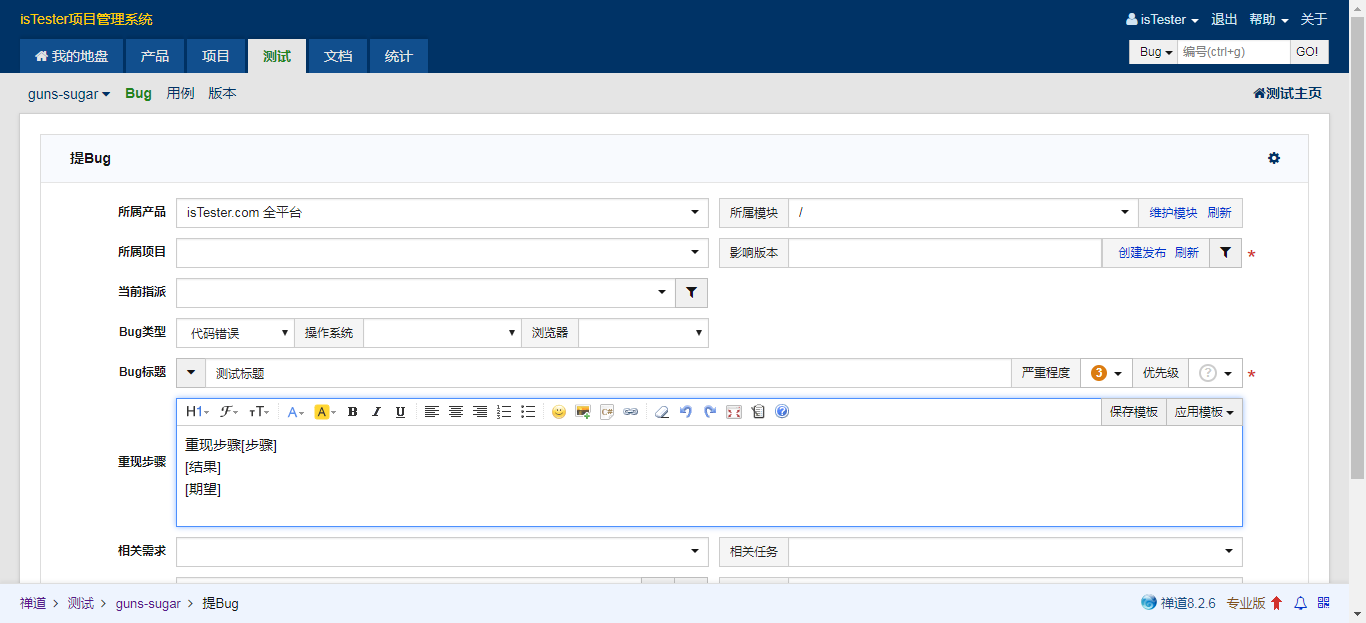 isTester项目管理系统
isTester 退出 帮助 关于
我的地盘 产品 项目 测试 文档 统计
Bug 编号(ctrl+g) GO!
guns-sugar Bug 用例 版本
测试主页
提Bug
所属产品 isTester.com 全平台 所属模块 / 维护模块 刷新
所属项目 影响版本 创建发布 刷新 *
当前指派
Bug类型 代码错误 操作系统 浏览器
Bug标题 测试标题 严重程度 3 优先级 ? *
H1 ℱ тT A A B I U C# ? 保存模板 应用模板
重现步骤
重现步骤[步骤]
[结果]
[期望]
相关需求 相关任务
禅道 > 测试 > guns-sugar > 提Bug
禅道8.2.6 专业版